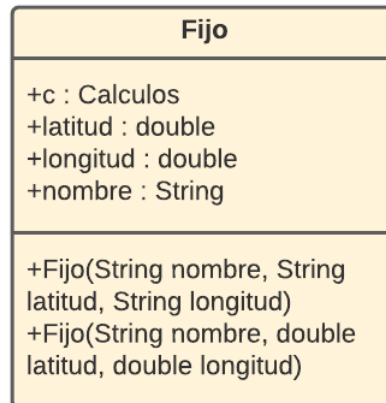 Fijo
+c : Calculos
+latitud : double
+longitud : double
+nombre : String
+Fijo(String nombre, String
latitud, String longitud)
+Fijo(String nombre, double
latitud, double longitud)